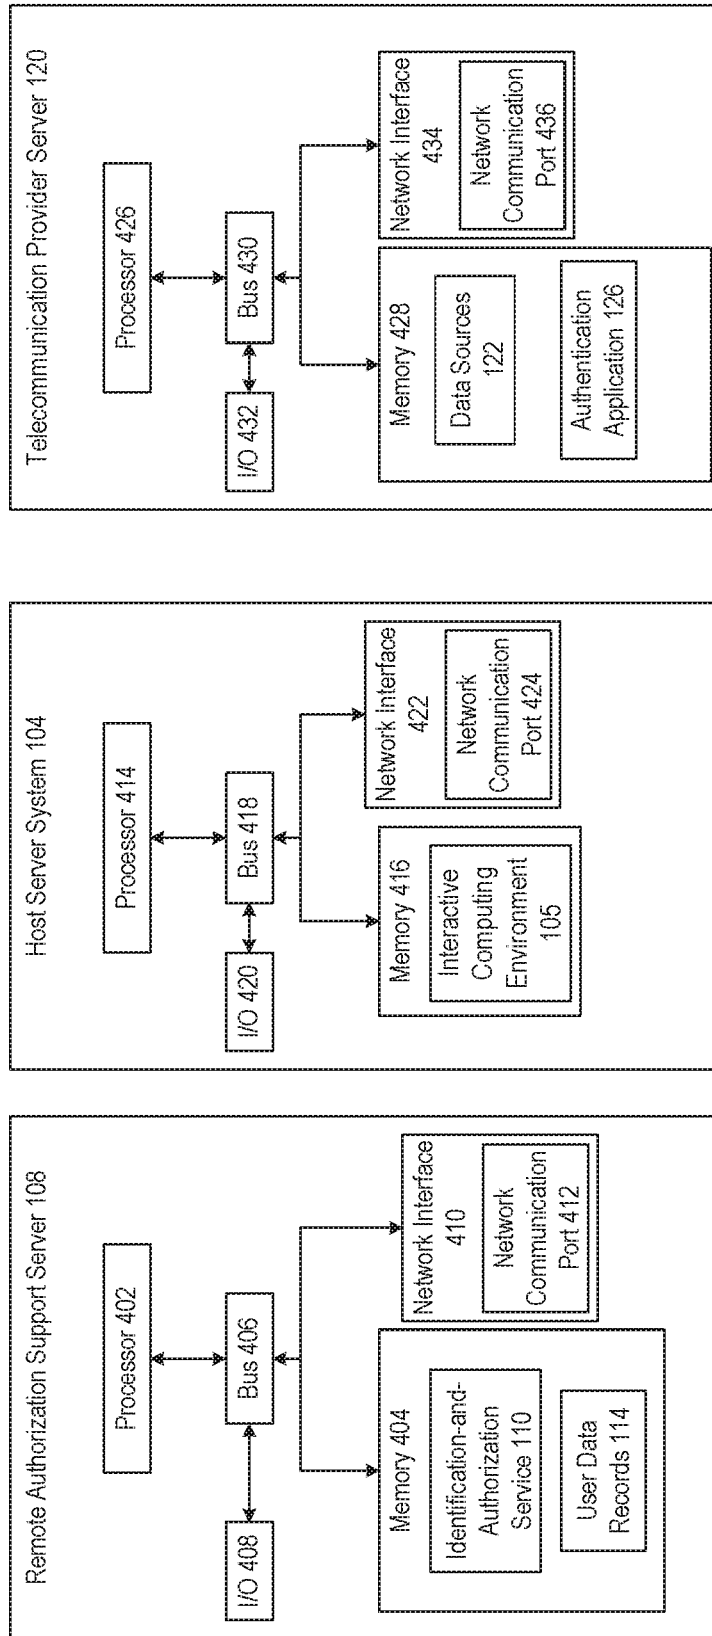 Remote Authorization Support Server 108
Processor 402
I/O 408
Bus 406
Memory 404
Identification-and-
Authorization
Service 110
User Data
Records 114
Network Interface
410
Network
Communication
Port 412
Host Server System 104
Processor 414
I/O 420
Bus 418
Memory 416
Interactive
Computing
Environment
105
Network Interface
422
Network
Communication
Port 424
Telecommunication Provider Server 120
Processor 426
I/O 432
Bus 430
Memory 428
Data Sources
122
Authentication
Application 126
Network Interface
434
Network
Communication
Port 436